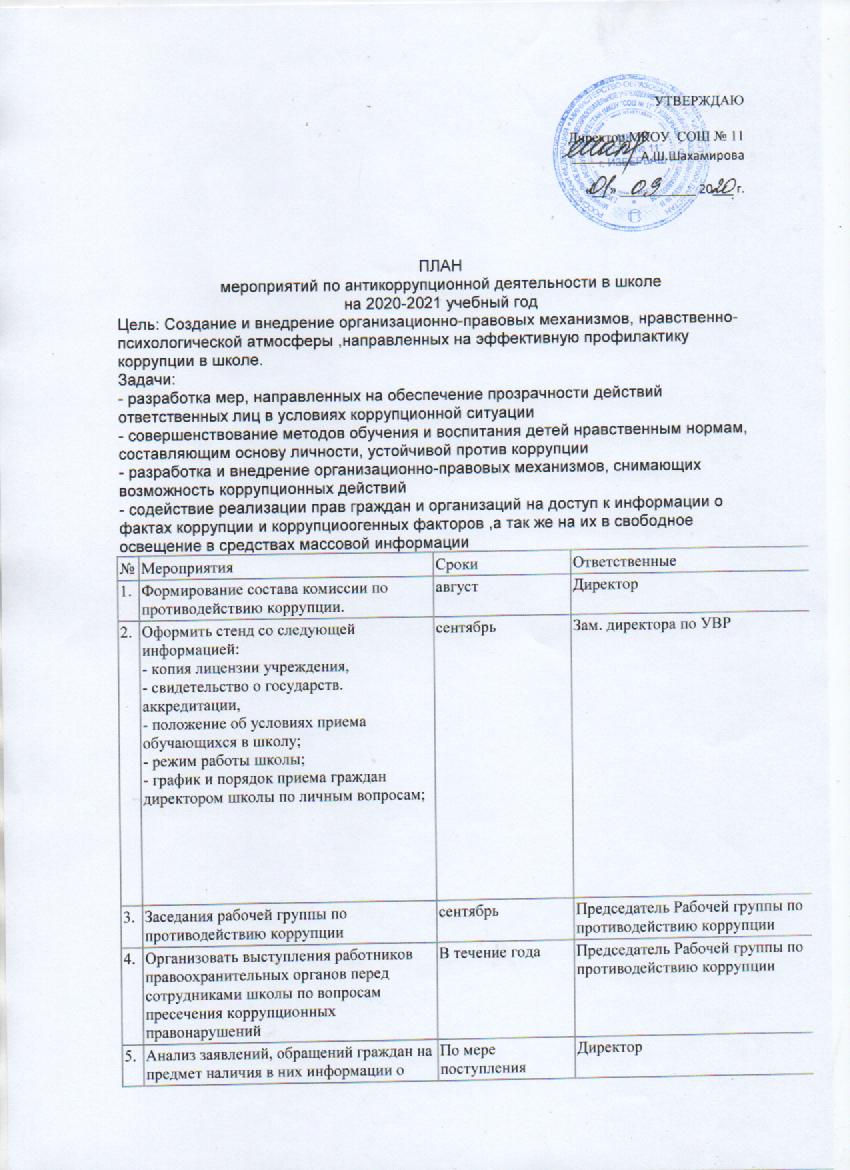 УТВЕРЖДАЮ
Директор МКОУ СОШ № 11
А.Ш.Шахамирова
«01» 09 2020 г.
ПЛАН
мероприятий по антикоррупционной деятельности в школе
на 2020-2021 учебный год
Цель: Создание и внедрение организационно-правовых механизмов, нравственно-
психологической атмосферы ,направленных на эффективную профилактику
коррупции в школе.
Задачи:
- разработка мер, направленных на обеспечение прозрачности действий
ответственных лиц в условиях коррупционной ситуации
- совершенствование методов обучения и воспитания детей нравственным нормам,
составляющим основу личности, устойчивой против коррупции
- разработка и внедрение организационно-правовых механизмов, снимающих
возможность коррупционных действий
- содействие реализации прав граждан и организаций на доступ к информации о
фактах коррупции и коррупциоогенных факторов ,а так же на их в свободное
освещение в средствах массовой информации
№ Мероприятия Сроки Ответственные
1. Формирование состава комиссии по август Директор
противодействию коррупции.
2. Оформить стенд со следующей сентябрь Зам. директора по УВР
информацией:
- копия лицензии учреждения,
- свидетельство о государств.
аккредитации,
- положение об условиях приема
обучающихся в школу;
- режим работы школы;
- график и порядок приема граждан
директором школы по личным вопросам;
3. Заседания рабочей группы по сентябрь Председатель Рабочей группы по
противодействию коррупции противодействию коррупции
4. Организовать выступления работников В течение года Председатель Рабочей группы по
правоохранительных органов перед противодействию коррупции
сотрудниками школы по вопросам
пресечения коррупционных
правонарушений
5. Анализ заявлений, обращений граждан на По мере Директор
предмет наличия в них информации о поступления